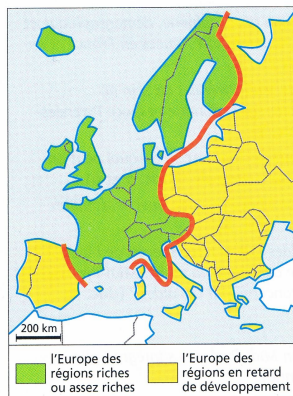 200 km
l'Europe des
régions riches
ou assez riches
l'Europe des
régions en retard
de développement